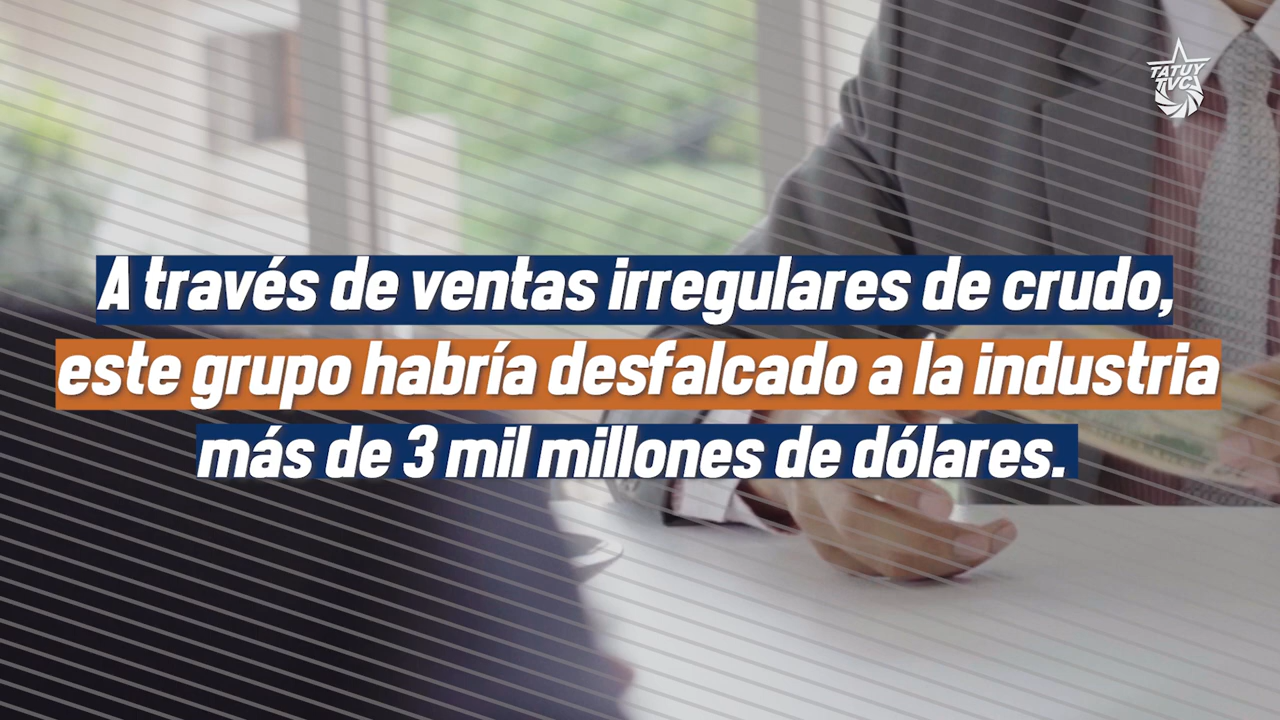 TATUY
TVC
A través de ventas irregulares de crudo,
este grupo habría desfalcado a la industria
más de 3 mil millones de dólares.